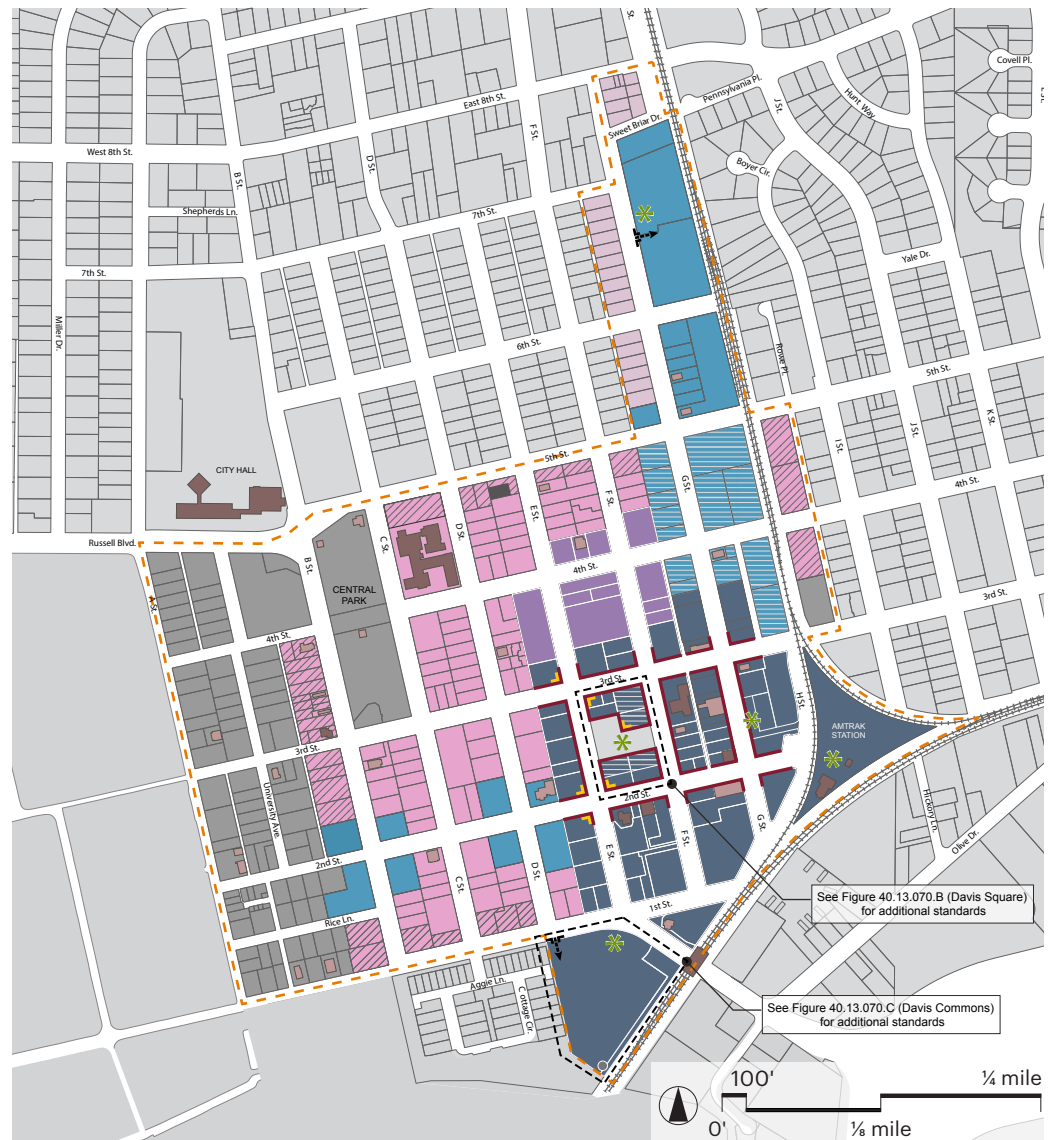 St.
Covell Pl.
L St.
Pennsylvania Pl.
J St.
Hunt Way
East 8th St.
F St.
Sweet Briar Dr.
West 8th St.
D St.
B St.
Boyer Cir.
Shepherds Ln.
7th St.
Yale Dr.
7th St.
Miller Dr.
6th St.
Rowe Pl.
5th St.
K St.
J St.
I St.
5th St.
CITY HALL
4th St.
G St.
F St.
E St.
D St.
C St.
Russell Blvd.
B St.
4th St.
3rd St.
A St.
CENTRAL
PARK
4th St.
3rd St.
H St.
AMTRAK
STATION
3rd St.
University Ave.
2nd St.
Hickory Ln.
Olive Dr.
G St.
F St.
E St.
D St.
C St.
2nd St.
Rice Ln.
1st St.
See Figure 40.13.070.B (Davis Square)
for additional standards
Aggie Ln.
C ottage Cir.
See Figure 40.13.070.C (Davis Commons)
for additional standards
100'
¼ mile
0'
⅛ mile